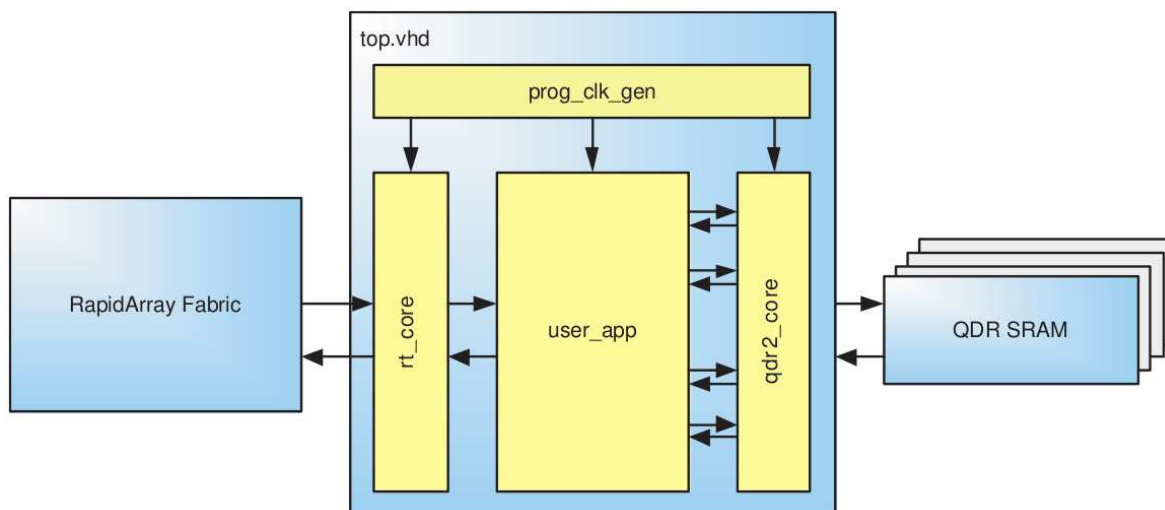 top.vhd
prog_clk_gen
RapidArray Fabric
rt_core
user_app
qdr2_core
QDR SRAM